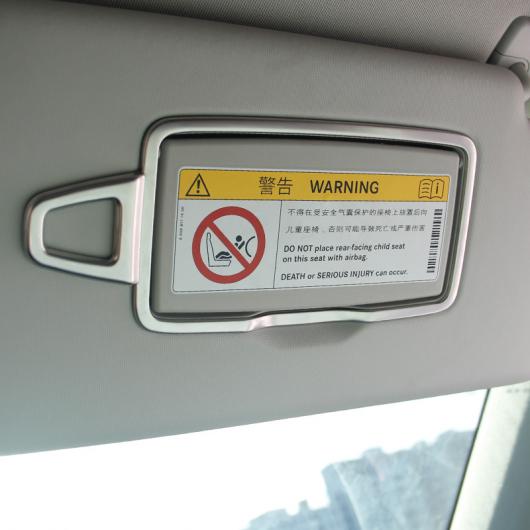 警告 WARNING
不得在受安全气囊保护的座椅上放置后向
儿童座椅，否则可能导致死亡或严重伤害
DO NOT place rear-facing child seat
on this seat with airbag.
DEATH or SERIOUS INJURY can occur.